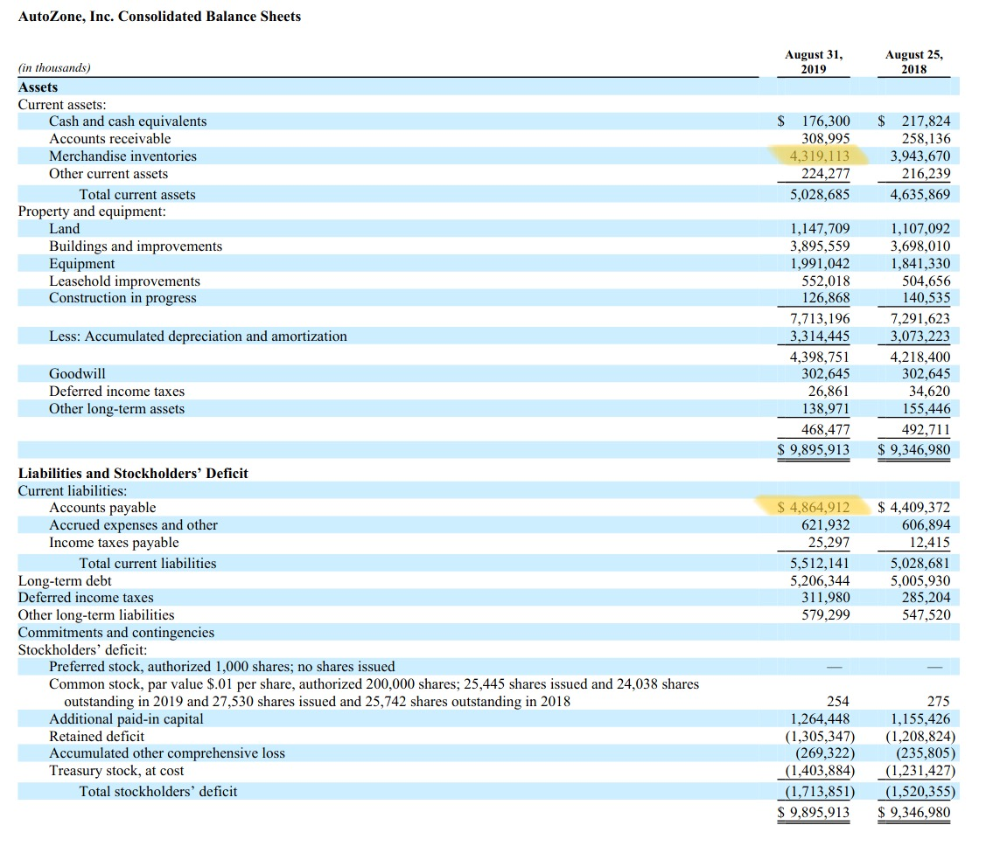 AutoZone, Inc. Consolidated Balance Sheets
August 31, August 25,
(in thousands) 2019 2018
Assets
Current assets:
Cash and cash equivalents $ 176,300 $ 217,824
Accounts receivable 308,995 258,136
Merchandise inventories 4,319,113 3,943,670
Other current assets 224,277 216,239
Total current assets 5,028,685 4,635,869
Property and equipment:
Land 1,147,709 1,107,092
Buildings and improvements 3,895,559 3,698,010
Equipment 1,991,042 1,841,330
Leasehold improvements 552,018 504,656
Construction in progress 126,868 140,535
7,713,196 7,291,623
Less: Accumulated depreciation and amortization 3,314,445 3,073,223
4,398,751 4,218,400
Goodwill 302,645 302,645
Deferred income taxes 26,861 34,620
Other long-term assets 138,971 155,446
468,477 492,711
$ 9,895,913 $ 9,346,980
Liabilities and Stockholders’ Deficit
Current liabilities:
Accounts payable $ 4,864,912 $ 4,409,372
Accrued expenses and other 621,932 606,894
Income taxes payable 25,297 12,415
Total current liabilities 5,512,141 5,028,681
Long-term debt 5,206,344 5,005,930
Deferred income taxes 311,980 285,204
Other long-term liabilities 579,299 547,520
Commitments and contingencies
Stockholders’ deficit:
Preferred stock, authorized 1,000 shares; no shares issued — —
Common stock, par value $.01 per share, authorized 200,000 shares; 25,445 shares issued and 24,038 shares
outstanding in 2019 and 27,530 shares issued and 25,742 shares outstanding in 2018 254 275
Additional paid-in capital 1,264,448 1,155,426
Retained deficit (1,305,347) (1,208,824)
Accumulated other comprehensive loss (269,322) (235,805)
Treasury stock, at cost (1,403,884) (1,231,427)
Total stockholders’ deficit (1,713,851) (1,520,355)
$ 9,895,913 $ 9,346,980